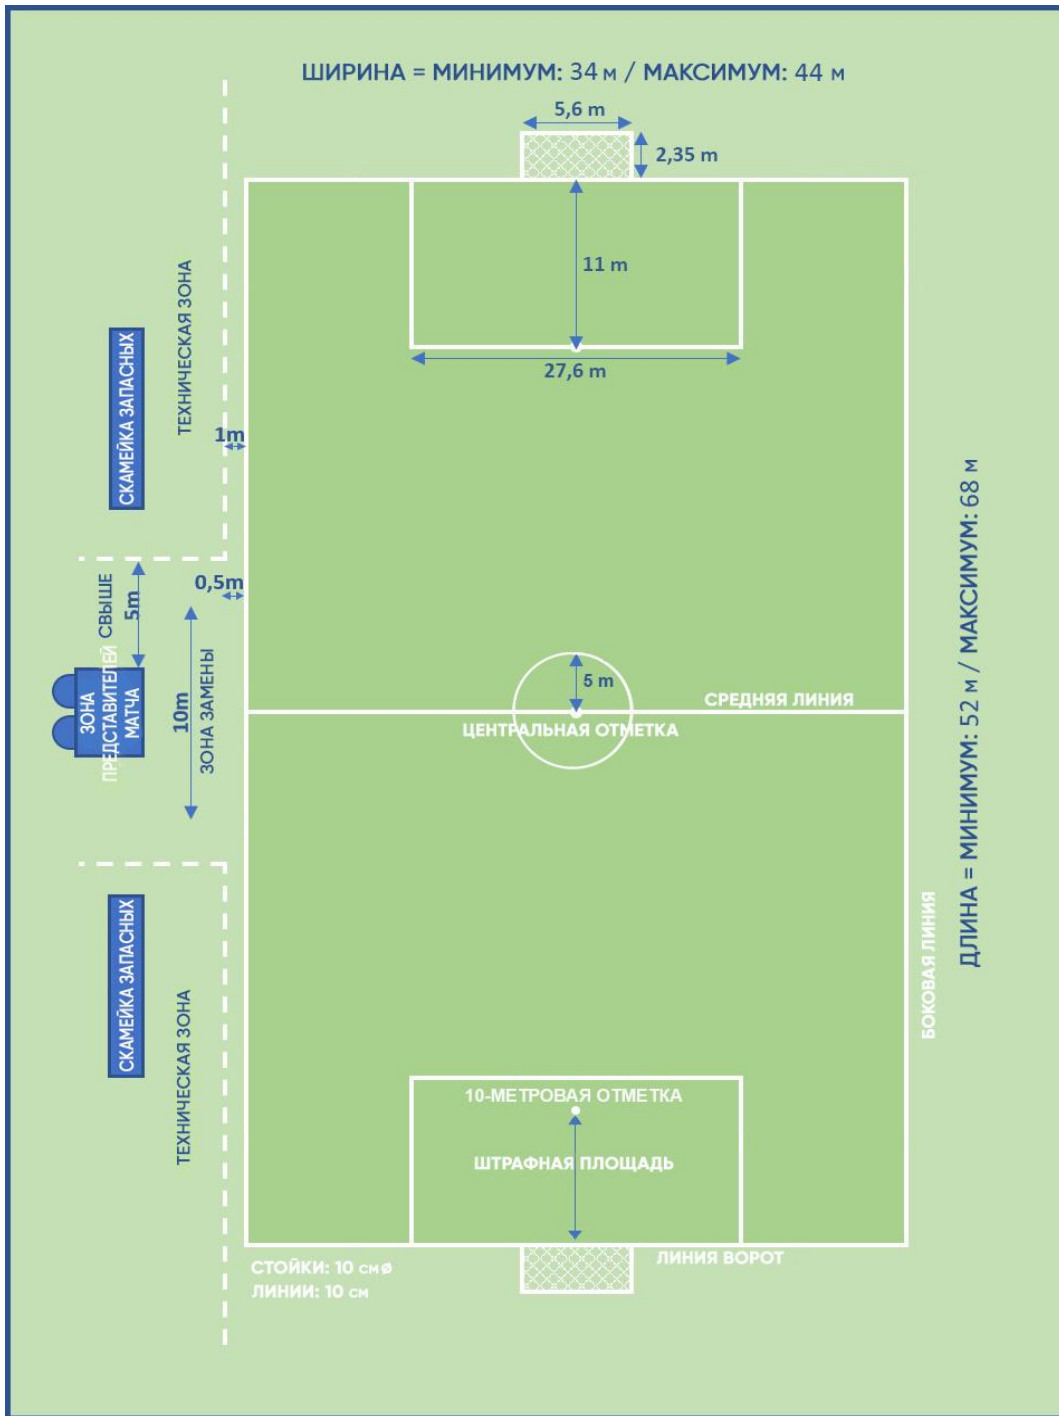 ШИРИНА = МИНИМУМ: 34 м / МАКСИМУМ: 44 м
5,6 m
2,35 m
11 m
27,6 m
ТЕХНИЧЕСКАЯ ЗОНА
СКАМЕЙКА ЗАПАСНЫХ
1m
0,5m
СВЫШЕ
5m
ЗОНА
ПРЕДСТАВИТЕЛЕЙ
МАТЧА
10m
ЗОНА ЗАМЕНЫ
5 m
СРЕДНЯЯ ЛИНИЯ
ЦЕНТРАЛЬНАЯ ОТМЕТКА
ДЛИНА = МИНИМУМ: 52 м / МАКСИМУМ: 68 м
БОКОВАЯ ЛИНИЯ
СКАМЕЙКА ЗАПАСНЫХ
ТЕХНИЧЕСКАЯ ЗОНА
10-МЕТРОВАЯ ОТМЕТКА
ШТРАФНАЯ ПЛОЩАДЬ
ЛИНИЯ ВОРОТ
СТОЙКИ: 10 смø
ЛИНИИ: 10 см